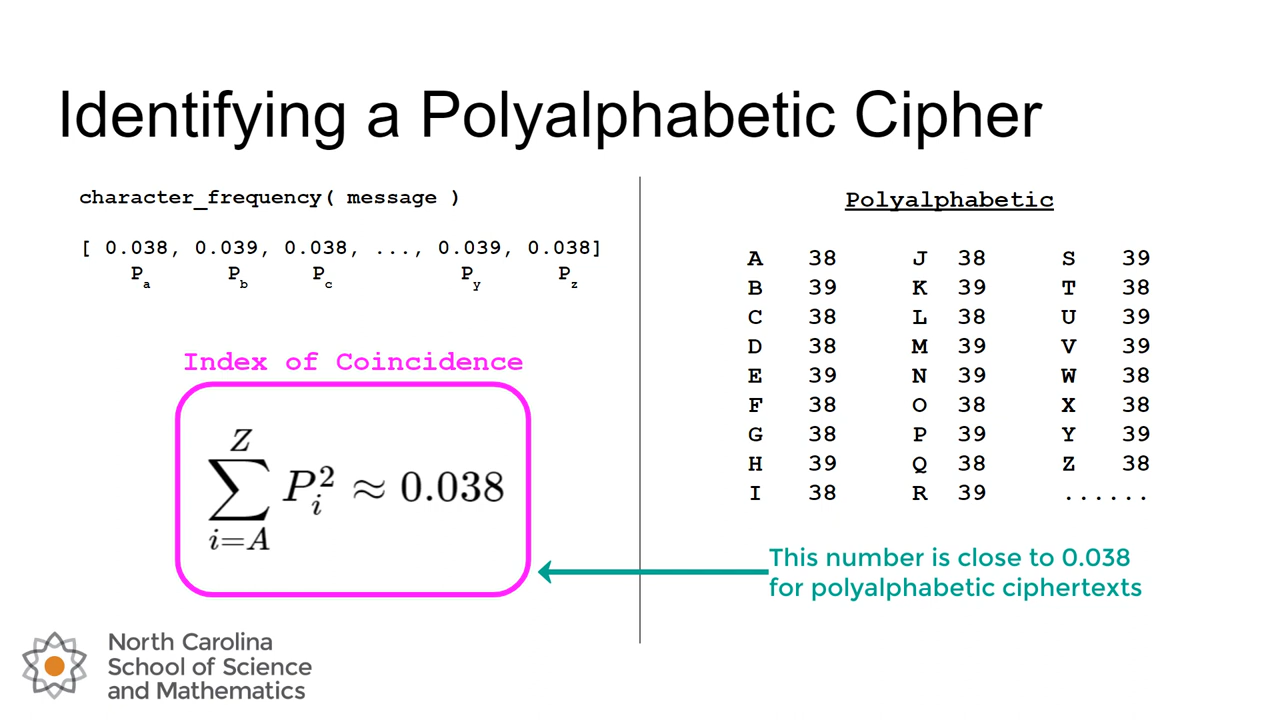 Identifying a Polyalphabetic Cipher
character_frequency( message )
[ 0.038, 0.039, 0.038, ..., 0.039, 0.038]
Pa Pb Pc Py Pz
Index of Coincidence
Z
∑ P²ᵢ ≈ 0.038
i=A
Polyalphabetic
A 38 J 38 S 39
B 39 K 39 T 38
C 38 L 38 U 39
D 38 M 39 V 39
E 39 N 39 W 38
F 38 O 38 X 38
G 38 P 39 Y 39
H 39 Q 38 Z 38
I 38 R 39 ......
This number is close to 0.038
for polyalphabetic ciphertexts
North Carolina
School of Science
and Mathematics